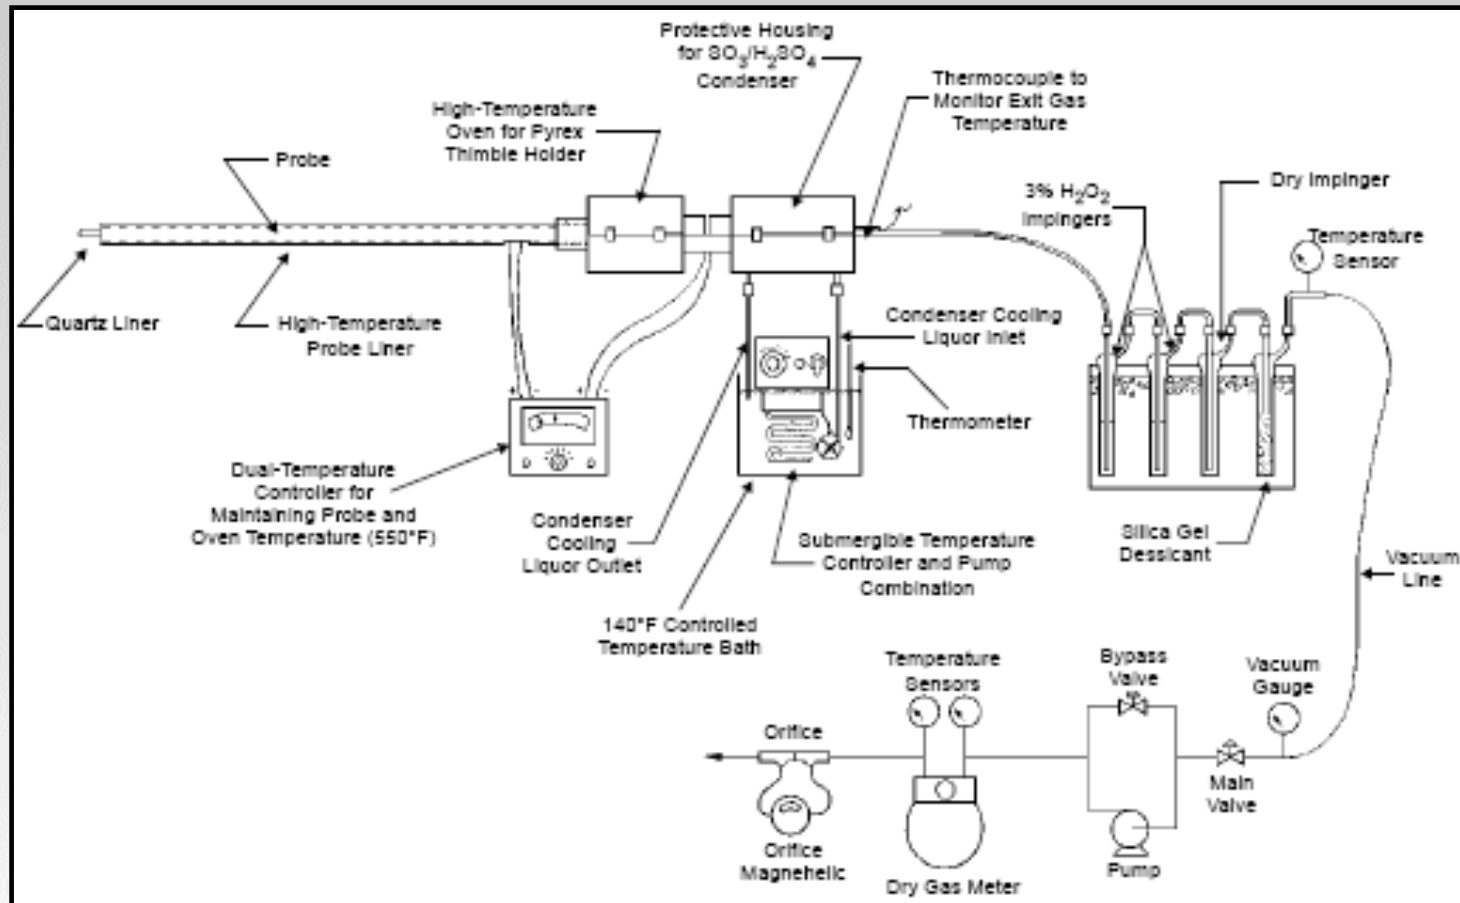 Protective Housing
for SO3/H2SO4
Condenser
Thermocouple to
Monitor Exit Gas
Temperature
High-Temperature
Oven for Pyrex
Thimble Holder
Probe
3% H2O2
Impingers
Dry Impinger
Temperature
Sensor
Quartz Liner
High-Temperature
Probe Liner
Condenser Cooling
Liquor Inlet
Thermometer
Dual-Temperature
Controller for
Maintaining Probe and
Oven Temperature (550°F)
Condenser
Cooling
Liquor Outlet
Submergible Temperature
Controller and Pump
Combination
Silica Gel
Dessicant
Vacuum
Line
140°F Controlled
Temperature Bath
Temperature
Sensors
Bypass
Valve
Vacuum
Gauge
Orifice
Main
Valve
Orifice
Magnehelic
Dry Gas Meter
Pump